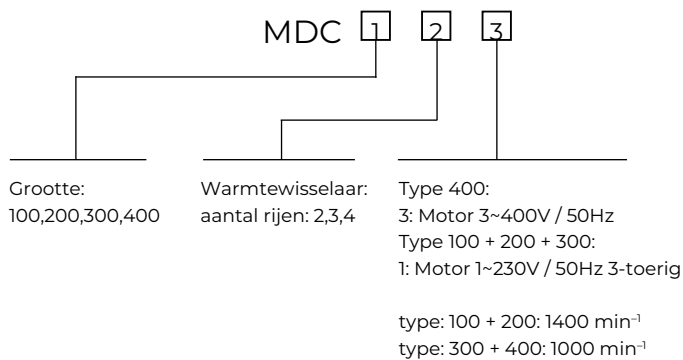 MDC 1 2 3
Grootte:
100,200,300,400
Warmtewisselaar:
aantal rijen: 2,3,4
Type 400:
3: Motor 3~400V / 50Hz
Type 100 + 200 + 300:
1: Motor 1~230V / 50Hz 3-toerig
type: 100 + 200: 1400 min⁻¹
type: 300 + 400: 1000 min⁻¹